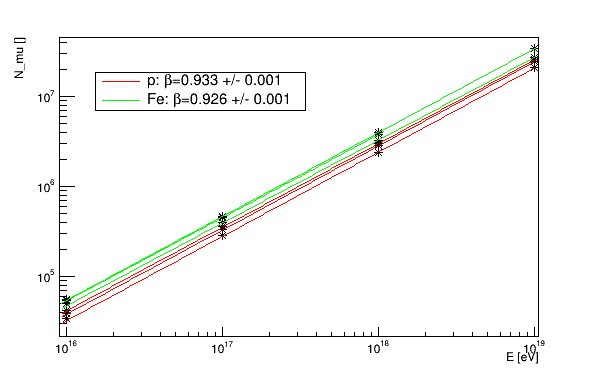 N_mu []
p: β=0.933 +/- 0.001
Fe: β=0.926 +/- 0.001
10⁷
10⁶
10⁵
10¹⁶ 10¹⁷ 10¹⁸ 10¹⁹
E [eV]